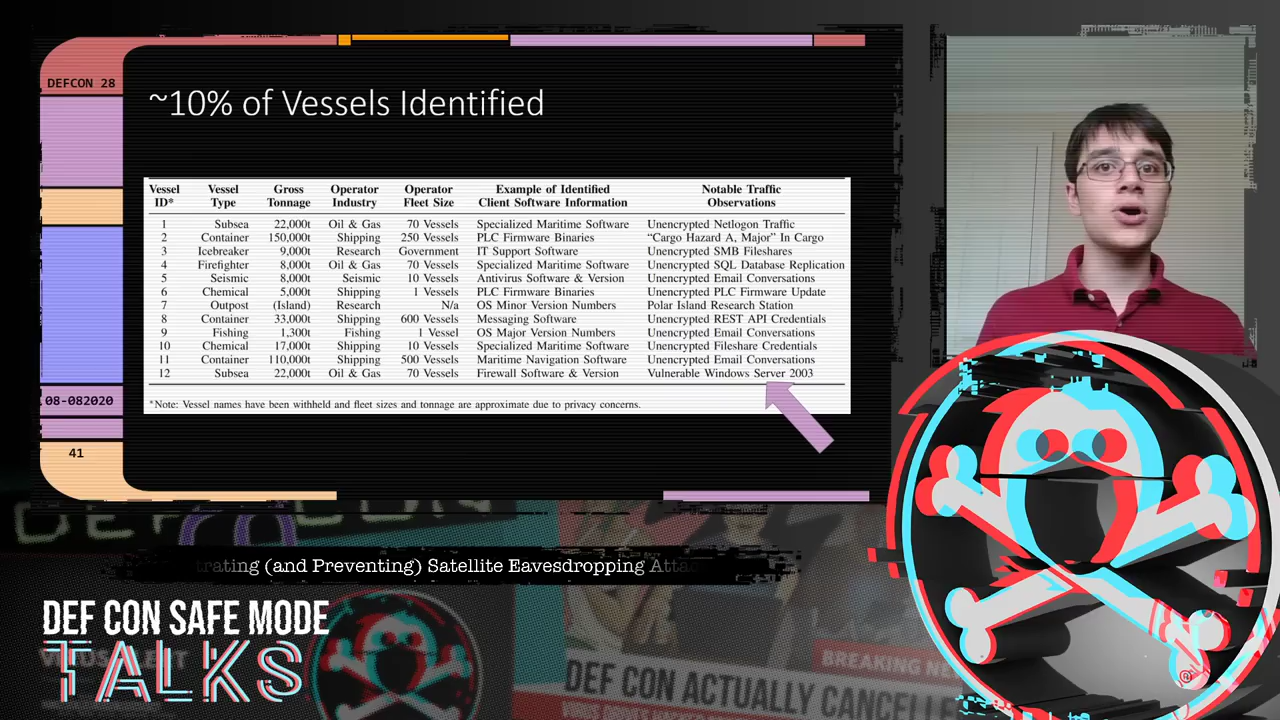 DEFCON 28
~10% of Vessels Identified
Vessel ID* Vessel Type Gross Tonnage Operator Industry Operator Fleet Size Example of Identified Client Software Information Notable Traffic Observations
1 Subsea 22,000t Oil & Gas 70 Vessels Specialized Maritime Software Unencrypted Netlogon Traffic
2 Container 150,000t Shipping 250 Vessels PLC Firmware Binaries “Cargo Hazard A, Major” In Cargo
3 Icebreaker 9,000t Research Government IT Support Software Unencrypted SMB Fileshares
4 Firefighter 8,000t Oil & Gas 70 Vessels Specialized Maritime Software Unencrypted SQL Database Replication
5 Seismic 8,000t Seismic 10 Vessels Antivirus Software & Version Unencrypted Email Conversations
6 Chemical 5,000t Shipping 1 Vessels PLC Firmware Binaries Unencrypted PLC Firmware Update
7 Outpost (Island) Research N/a OS Minor Version Numbers Polar Island Research Station
8 Container 33,000t Shipping 600 Vessels Messaging Software Unencrypted REST API Credentials
9 Fishing 1,300t Fishing 1 Vessel OS Major Version Numbers Unencrypted Email Conversations
10 Chemical 17,000t Shipping 10 Vessels Specialized Maritime Software Unencrypted Fileshare Credentials
11 Container 110,000t Shipping 500 Vessels Maritime Navigation Software Unencrypted Email Conversations
12 Subsea 22,000t Oil & Gas 70 Vessels Firewall Software & Version Vulnerable Windows Server 2003
*Note: Vessel names have been withheld and fleet sizes and tonnage are approximate due to privacy concerns.
08-082020
41
DEF CON
rating (and Preventing) Satellite Eavesdropping Attac
DEF CON SAFE MODE
TALKS
BREAKING NE
DEF CON ACTUALLY CANCELLE